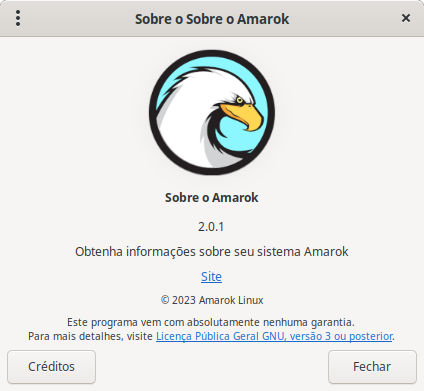 Sobre o Sobre o Amarok
Sobre o Amarok
2.0.1
Obtenha informações sobre seu sistema Amarok
Site
© 2023 Amarok Linux
Este programa vem com absolutamente nenhuma garantia.
Para mais detalhes, visite Licença Pública Geral GNU, versão 3 ou posterior.
Créditos
Fechar